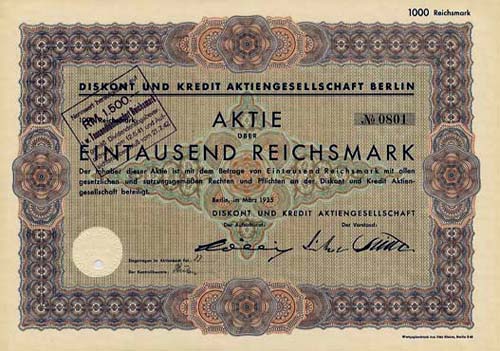 1000 Reichsmark
DISKONT UND KREDIT AKTIENGESELLSCHAFT BERLIN
RM 1.500,-
AKTIE
№ 0801
ÜBER
EINTAUSEND REICHSMARK
Der Inhaber dieser Aktie ist mit dem Betrage von Eintausend Reichsmark mit allen
gesetzlichen und satzungsgemäßen Rechten und Pflichten an der Diskont und Kredit Aktien-
gesellschaft beteiligt.
Berlin, im März 1935
DISKONT UND KREDIT AKTIENGESELLSCHAFT
Der Aufsichtsrat: Der Vorstand:
Eingetragen im Aktienbuch Fol.
Der Kontrollbeamte: